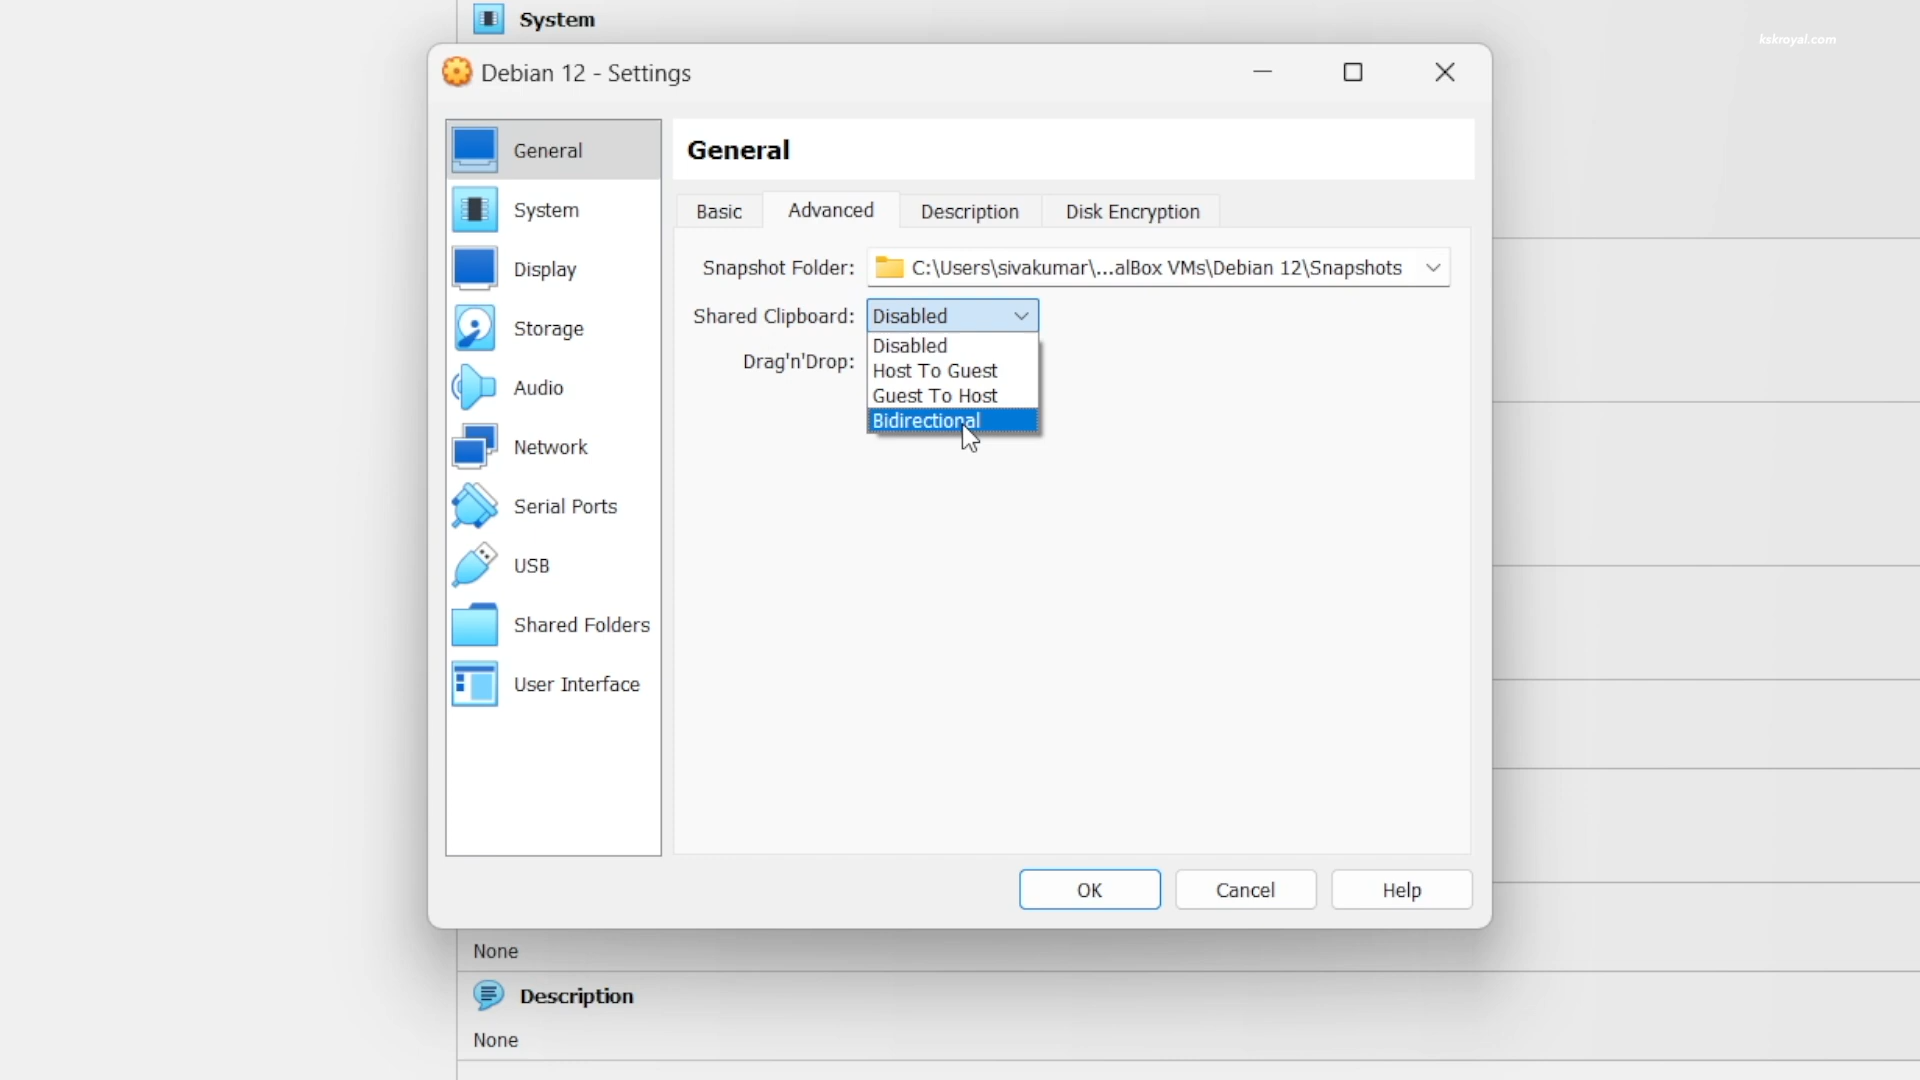 System
kskroyal.com
Debian 12 - Settings
General
System
Display
Storage
Audio
Network
Serial Ports
USB
Shared Folders
User Interface
General
Basic
Advanced
Description
Disk Encryption
Snapshot Folder: C:\Users\sivakumar\...alBox VMs\Debian 12\Snapshots
Shared Clipboard: Disabled
Disabled
Host To Guest
Guest To Host
Bidirectional
Drag'n'Drop:
OK
Cancel
Help
None
Description
None